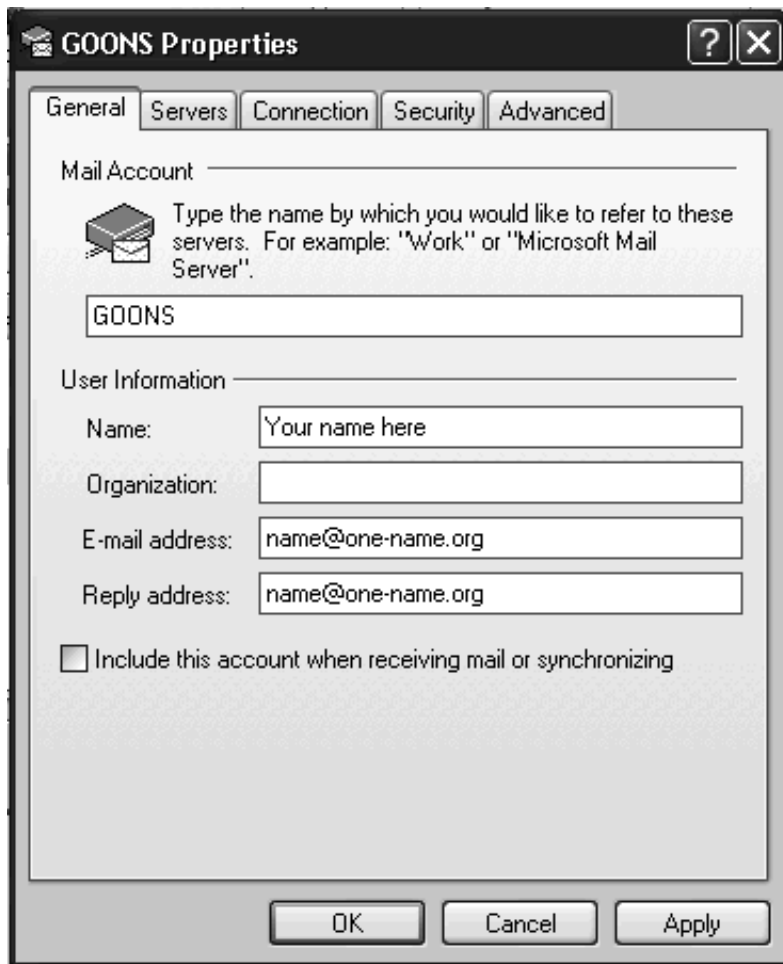 GOONS Properties
General Servers Connection Security Advanced
Mail Account
Type the name by which you would like to refer to these
servers. For example: "Work" or "Microsoft Mail
Server".
GOONS
User Information
Name: Your name here
Organization:
E-mail address: name@one-name.org
Reply address: name@one-name.org
Include this account when receiving mail or synchronizing
OK Cancel Apply